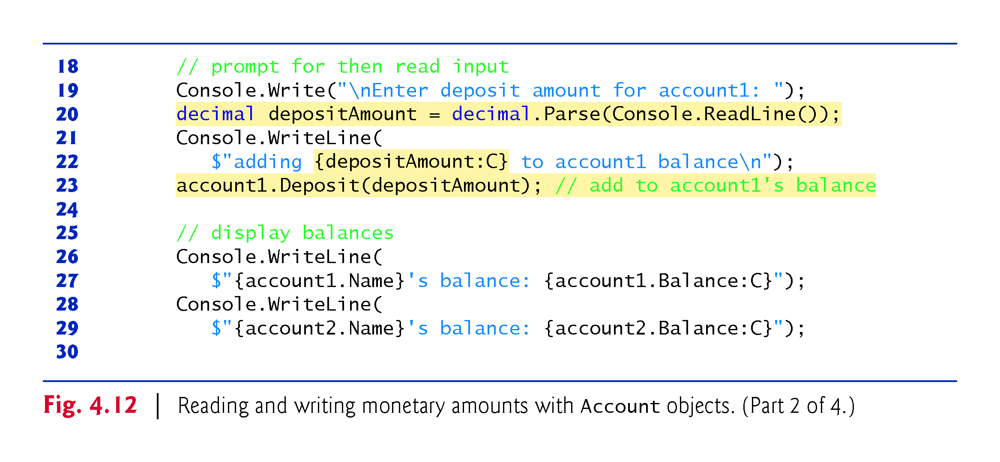 18 // prompt for then read input
19 Console.Write("\nEnter deposit amount for account1: ");
20 decimal depositAmount = decimal.Parse(Console.ReadLine());
21 Console.WriteLine(
22 $"adding {depositAmount:C} to account1 balance\n");
23 account1.Deposit(depositAmount); // add to account1's balance
24
25 // display balances
26 Console.WriteLine(
27 $"{account1.Name}'s balance: {account1.Balance:C}");
28 Console.WriteLine(
29 $"{account2.Name}'s balance: {account2.Balance:C}");
30
Fig. 4.12 | Reading and writing monetary amounts with Account objects. (Part 2 of 4.)